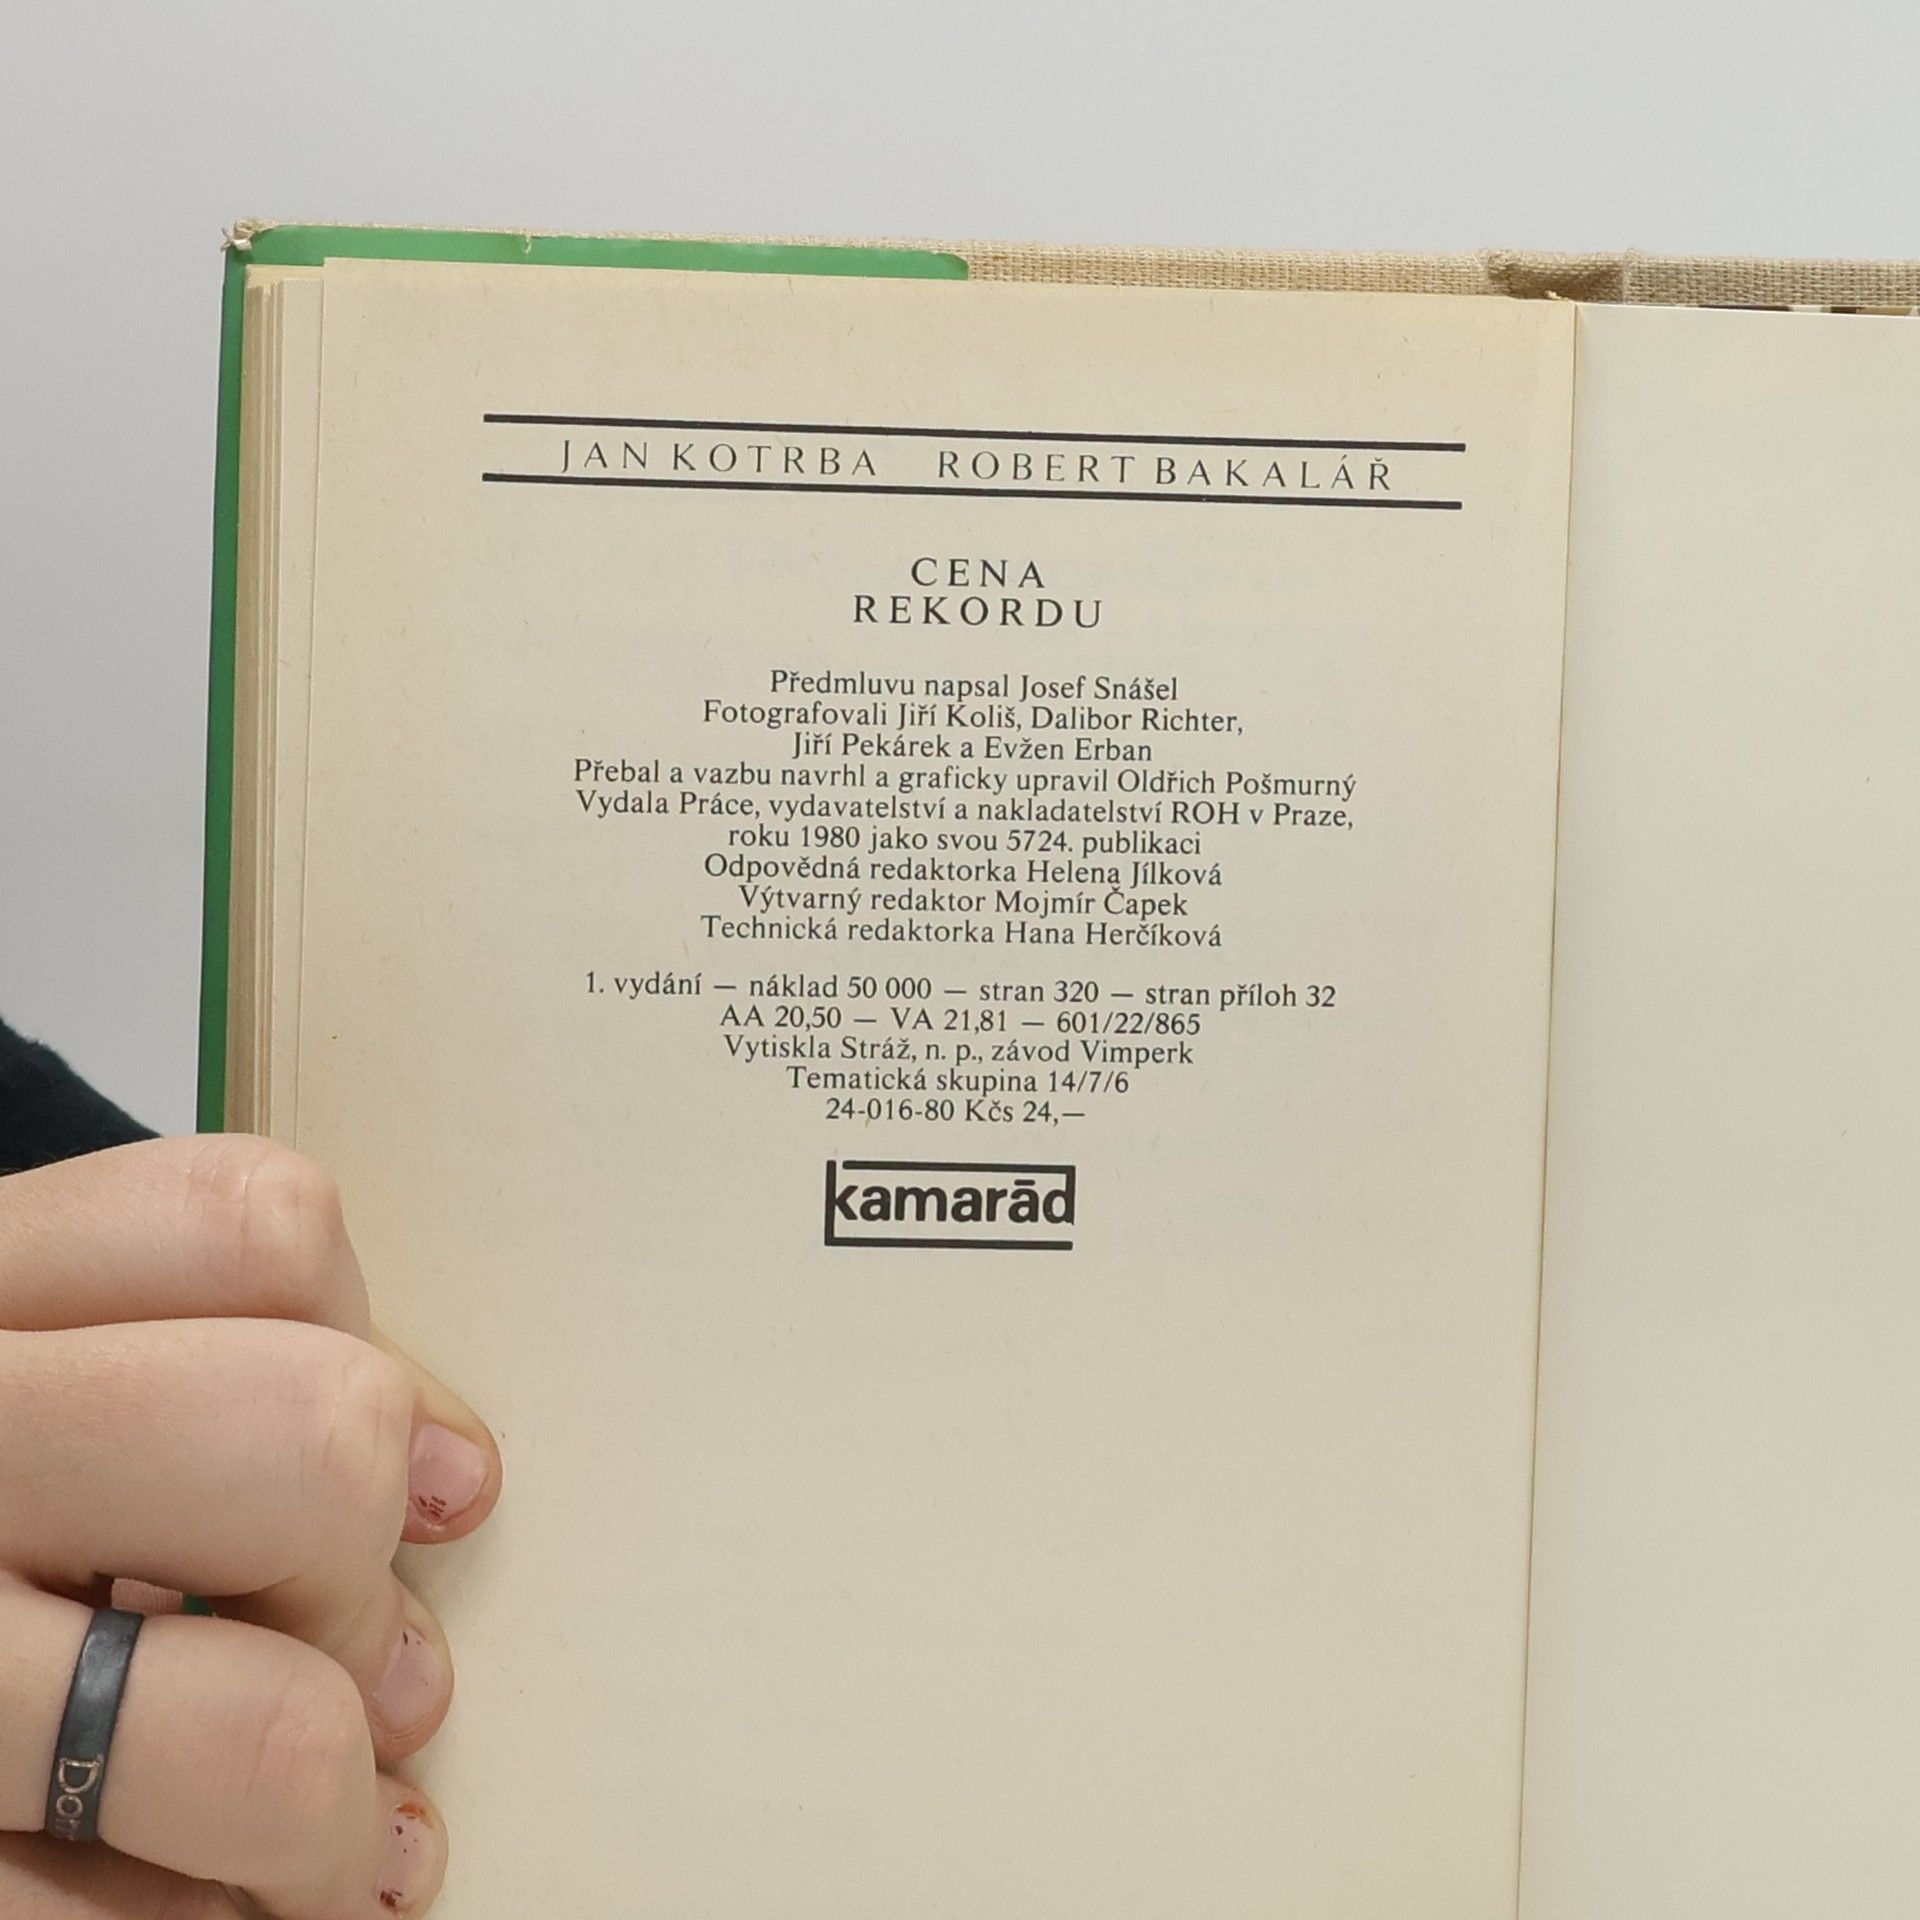 JAN KOTRBA ROBERT BAKALÁŘ
CENA
REKORDU
Předmluvu napsal Josef Snášel
Fotografovali Jiří Koliš, Dalibor Richter,
Jiří Pekárek a Evžen Erban
Přebal a vazbu navrhl a graficky upravil Oldřich Pošmurný
Vydala Práce, vydavatelství a nakladatelství ROH v Praze,
roku 1980 jako svou 5724. publikaci
Odpovědná redaktorka Helena Jílková
Výtvarný redaktor Mojmír Čapek
Technická redaktorka Hana Herčíková
1. vydání — náklad 50 000 — stran 320 — stran příloh 32
AA 20,50 — VA 21,81 — 601/22/865
Vytiskla Stráž, n. p., závod Vimperk
Tematická skupina 14/7/6
24-016-80 Kčs 24,—
kamarād